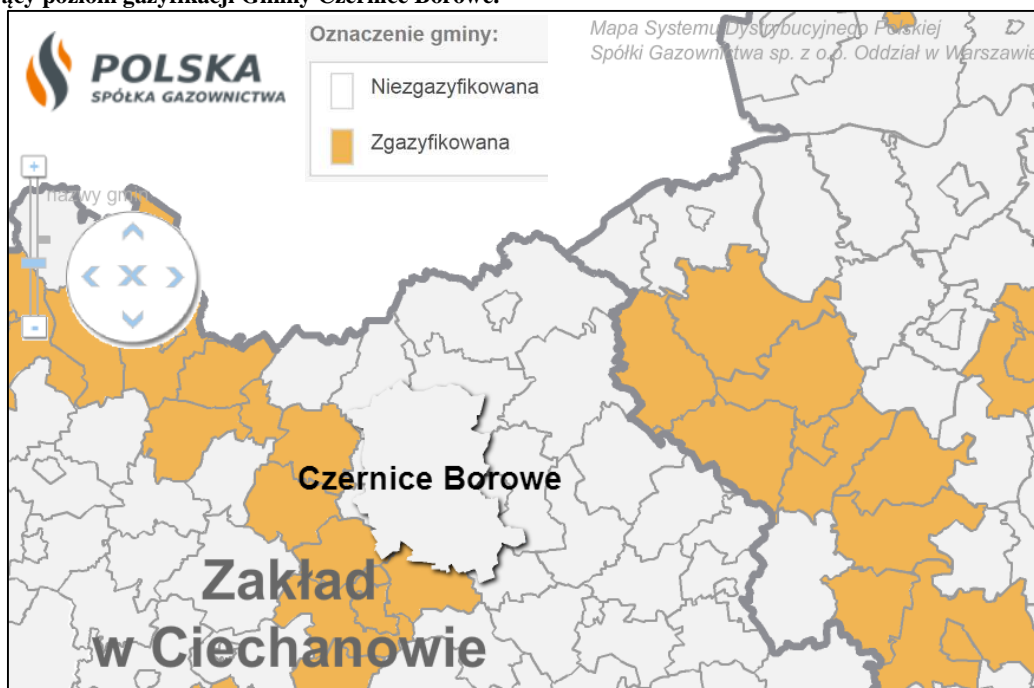 ący poziom gazyfikacji Gminy Czernice Borowe.
POLSKA
SPÓŁKA GAZOWNICTWA
Oznaczenie gminy:
Niezgazyfikowana
Zgazyfikowana
Mapa Systemu Dystrybucyjnego Polskiej
Spółki Gazownictwa sp. z o.o. Oddział w Warszawie
+
nazwy gmin
-
Czernice Borowe
Zakład
w Ciechanowie